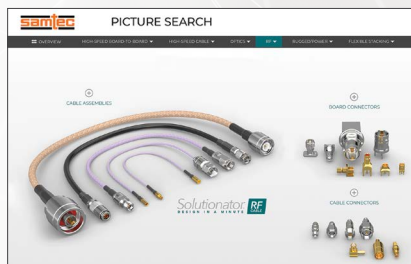 samtec
PICTURE SEARCH
OVERVIEW
HIGH-SPEED BOARD-TO-BOARD
HIGH-SPEED CABLE
OPTICS
RF
RUGGED/POWER
FLEXIBLE STACKING
CABLE ASSEMBLIES
BOARD CONNECTORS
Solutionator RF
CABLE
DESIGN IN A MINUTE
CABLE CONNECTORS